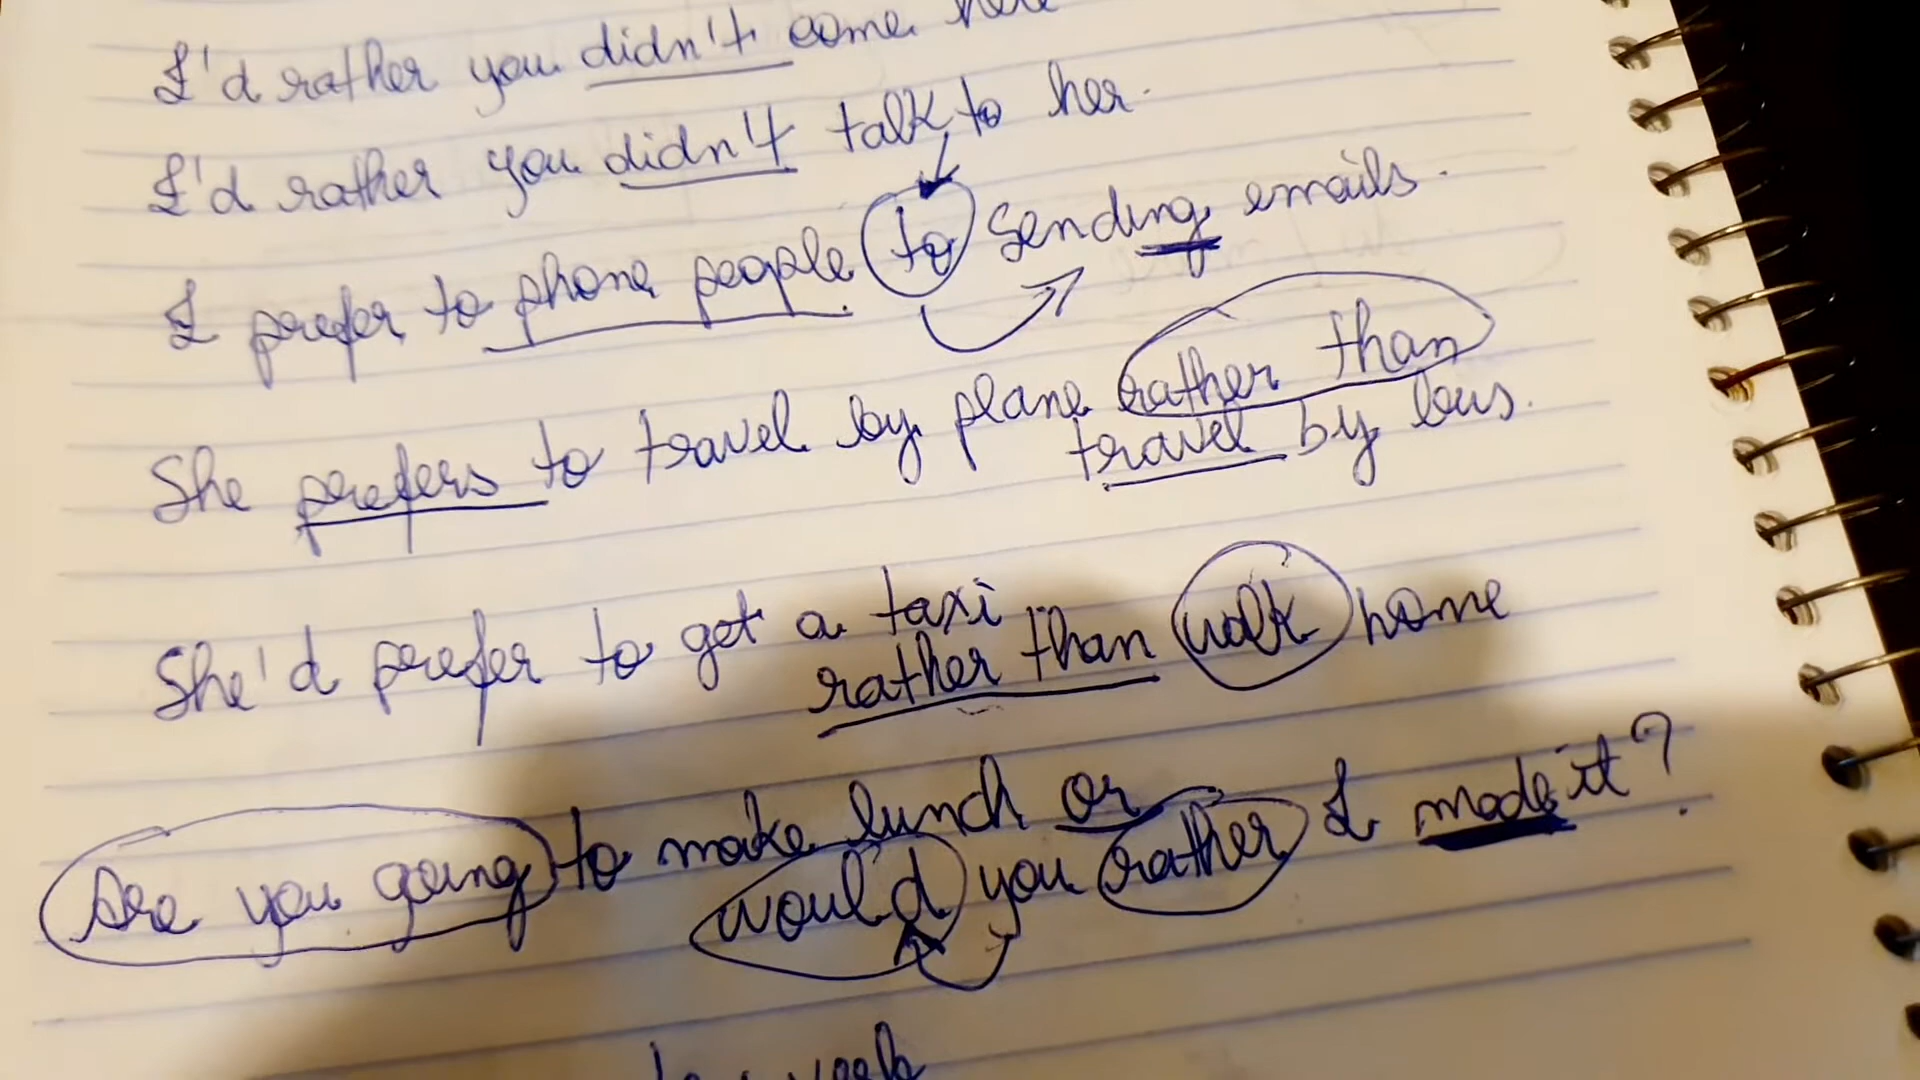 I'd rather you didn't come here
I'd rather you didn't talk to her.
I prefer to phone people to sending emails.
She prefers to travel by plane rather than
travel by bus.
She'd prefer to get a taxi
rather than walk home
Are you going to make lunch or
would you rather I made it?